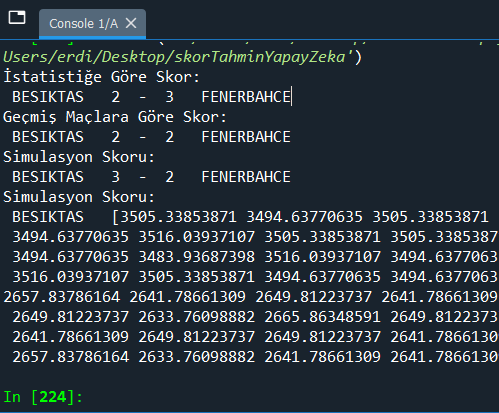 Console 1/A
Users/erdi/Desktop/skorTahminYapayZeka')
İstatistiğe Göre Skor:
BESIKTAS 2 - 3 FENERBAHCE
Geçmiş Maçlara Göre Skor:
BESIKTAS 2 - 2 FENERBAHCE
Simulasyon Skoru:
BESIKTAS 3 - 2 FENERBAHCE
Simulasyon Skoru:
BESIKTAS [3505.33853871 3494.63770635 3505.33853871
3494.63770635 3516.03937107 3505.33853871 3505.3385387
3494.63770635 3483.93687398 3516.03937107 3494.6377063
3516.03937107 3505.33853871 3494.63770635 3494.6377063
2657.83786164 2641.78661309 2649.81223737 2641.78661309
2649.81223737 2633.76098882 2665.86348591 2649.8122373
2641.78661309 2649.81223737 2649.81223737 2641.7866130
2657.83786164 2633.76098882 2641.78661309 2641.7866130
In [224]: